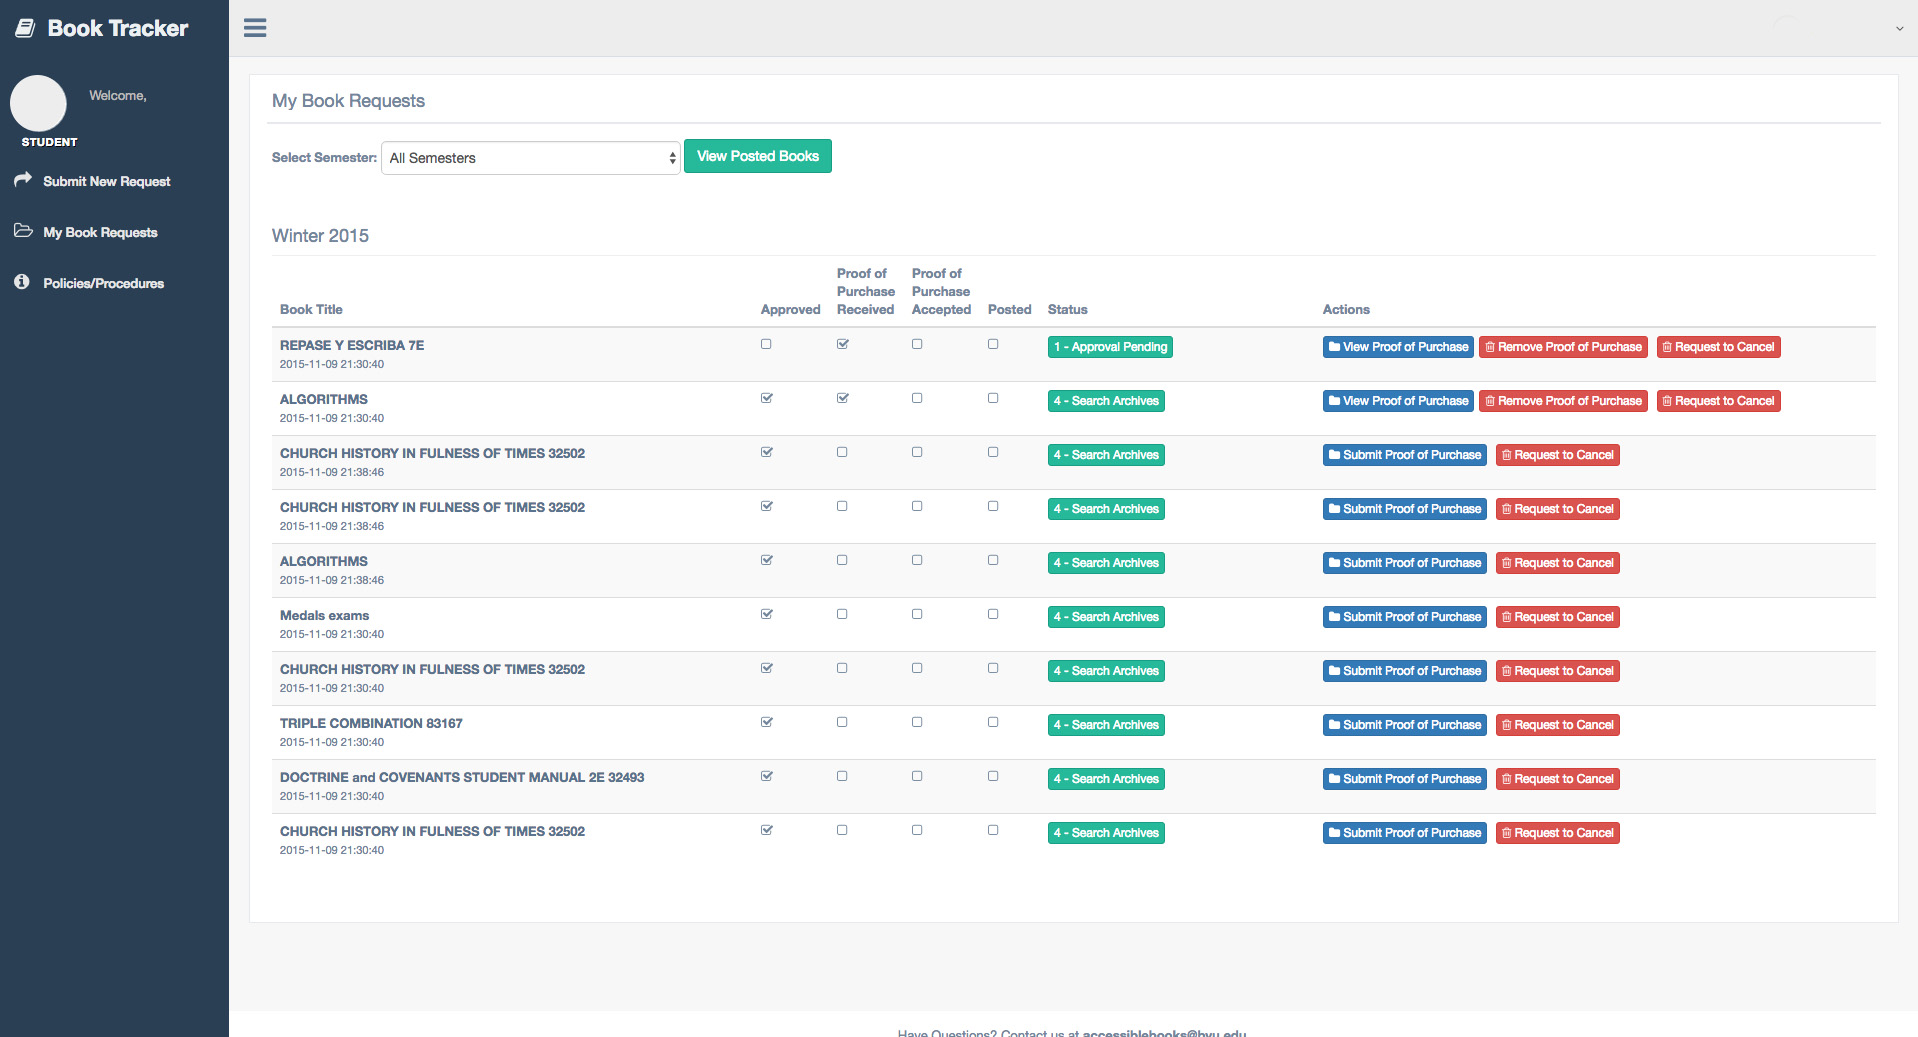 Book Tracker
Welcome,
STUDENT
Submit New Request
My Book Requests
Policies/Procedures
My Book Requests
Select Semester: All Semesters View Posted Books
Winter 2015
Book Title Approved Proof of Purchase Received Proof of Purchase Accepted Posted Status Actions
REPASE Y ESCRIBA 7E 1 - Approval Pending View Proof of Purchase Remove Proof of Purchase Request to Cancel
2015-11-09 21:30:40
ALGORITHMS 4 - Search Archives View Proof of Purchase Remove Proof of Purchase Request to Cancel
2015-11-09 21:30:40
CHURCH HISTORY IN FULNESS OF TIMES 32502 4 - Search Archives Submit Proof of Purchase Request to Cancel
2015-11-09 21:38:46
CHURCH HISTORY IN FULNESS OF TIMES 32502 4 - Search Archives Submit Proof of Purchase Request to Cancel
2015-11-09 21:38:46
ALGORITHMS 4 - Search Archives Submit Proof of Purchase Request to Cancel
2015-11-09 21:38:46
Medals exams 4 - Search Archives Submit Proof of Purchase Request to Cancel
2015-11-09 21:30:40
CHURCH HISTORY IN FULNESS OF TIMES 32502 4 - Search Archives Submit Proof of Purchase Request to Cancel
2015-11-09 21:30:40
TRIPLE COMBINATION 83167 4 - Search Archives Submit Proof of Purchase Request to Cancel
2015-11-09 21:30:40
DOCTRINE and COVENANTS STUDENT MANUAL 2E 32493 4 - Search Archives Submit Proof of Purchase Request to Cancel
2015-11-09 21:30:40
CHURCH HISTORY IN FULNESS OF TIMES 32502 4 - Search Archives Submit Proof of Purchase Request to Cancel
2015-11-09 21:30:40
Have Questions? Contact us at accessiblebooks@byu.edu